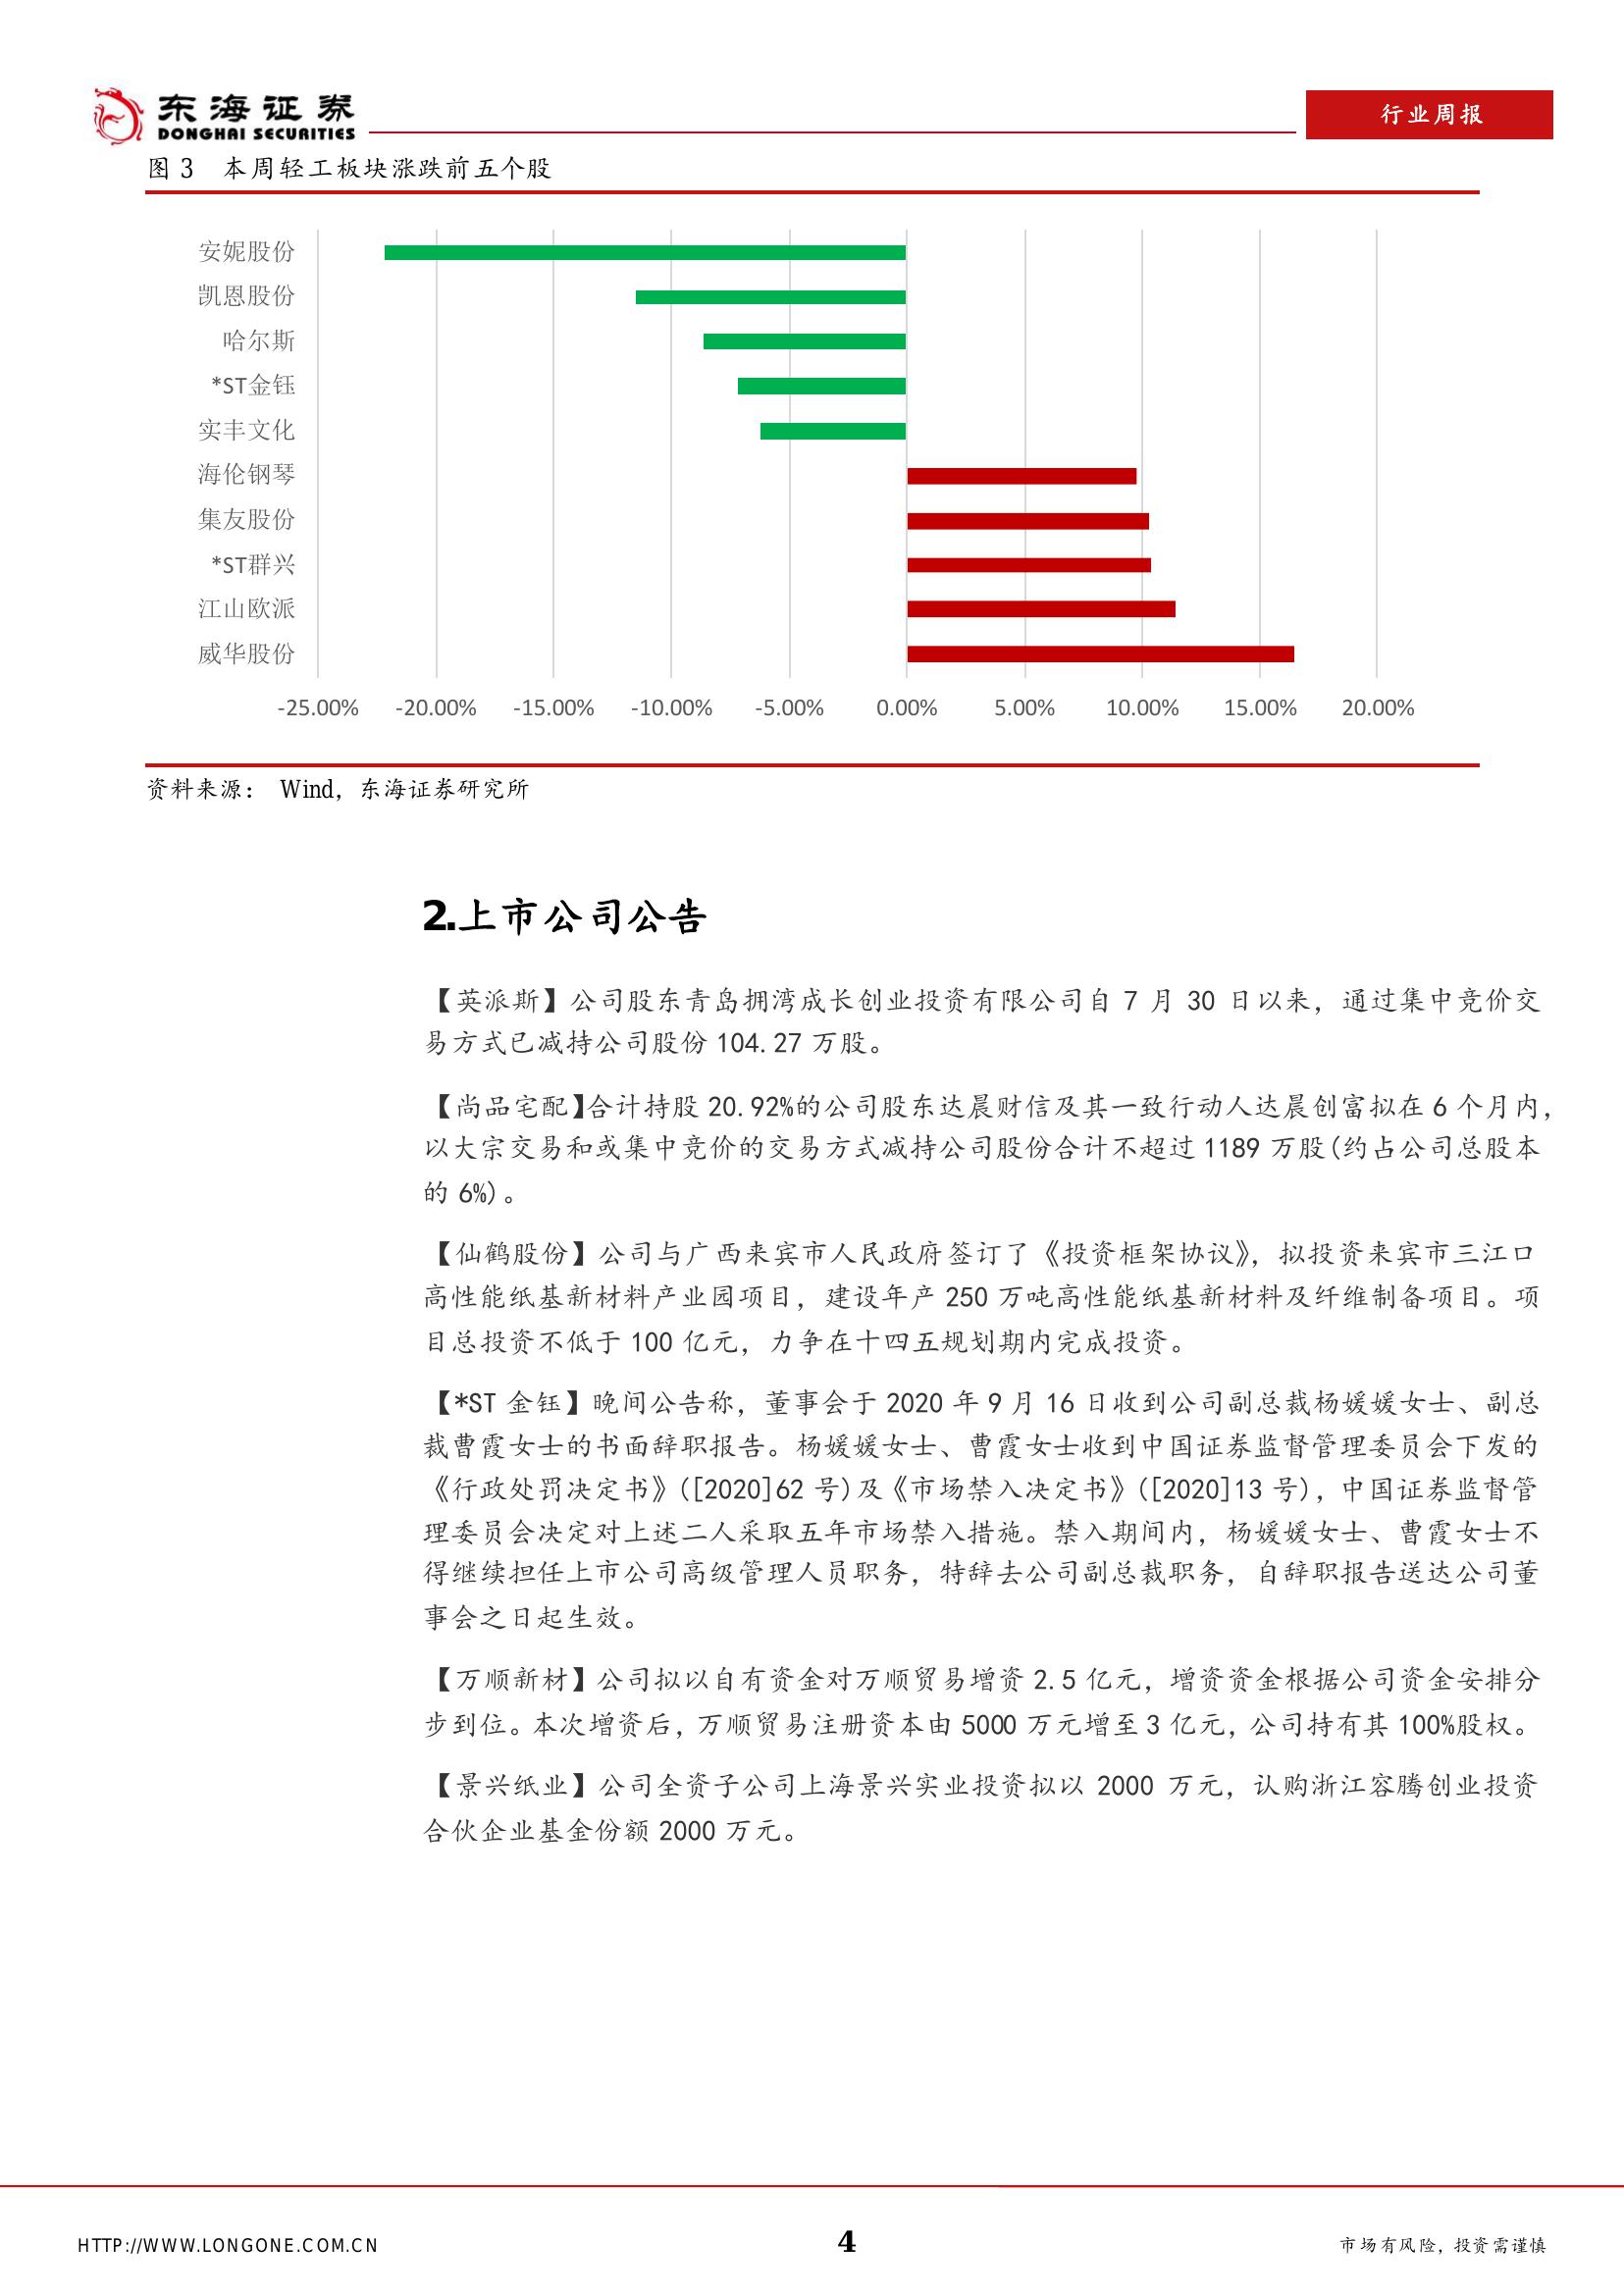 东海证券
DONGHAI SECURITIES
行业周报
图 3 本周轻工板块涨跌前五个股
安妮股份
凯恩股份
哈尔斯
*ST金钰
实丰文化
海伦钢琴
集友股份
*ST群兴
江山欧派
威华股份
-25.00% -20.00% -15.00% -10.00% -5.00% 0.00% 5.00% 10.00% 15.00% 20.00%
资料来源： Wind，东海证券研究所
2.上市公司公告
【英派斯】公司股东青岛拥湾成长创业投资有限公司自 7 月 30 日以来，通过集中竞价交
易方式已减持公司股份 104.27 万股。
【尚品宅配】合计持股 20.92%的公司股东达晨财信及其一致行动人达晨创富拟在 6 个月内，
以大宗交易和或集中竞价的交易方式减持公司股份合计不超过 1189 万股(约占公司总股本
的 6%)。
【仙鹤股份】公司与广西来宾市人民政府签订了《投资框架协议》，拟投资来宾市三江口
高性能纸基新材料产业园项目，建设年产 250 万吨高性能纸基新材料及纤维制备项目。项
目总投资不低于 100 亿元，力争在十四五规划期内完成投资。
【*ST 金钰】晚间公告称，董事会于 2020 年 9 月 16 日收到公司副总裁杨媛媛女士、副总
裁曹霞女士的书面辞职报告。杨媛媛女士、曹霞女士收到中国证券监督管理委员会下发的
《行政处罚决定书》([2020]62 号)及《市场禁入决定书》([2020]13 号)，中国证券监督管
理委员会决定对上述二人采取五年市场禁入措施。禁入期间内，杨媛媛女士、曹霞女士不
得继续担任上市公司高级管理人员职务，特辞去公司副总裁职务，自辞职报告送达公司董
事会之日起生效。
【万顺新材】公司拟以自有资金对万顺贸易增资 2.5 亿元，增资资金根据公司资金安排分
步到位。本次增资后，万顺贸易注册资本由 5000 万元增至 3 亿元，公司持有其 100%股权。
【景兴纸业】公司全资子公司上海景兴实业投资拟以 2000 万元，认购浙江容腾创业投资
合伙企业基金份额 2000 万元。
HTTP://WWW.LONGONE.COM.CN
4
市场有风险，投资需谨慎